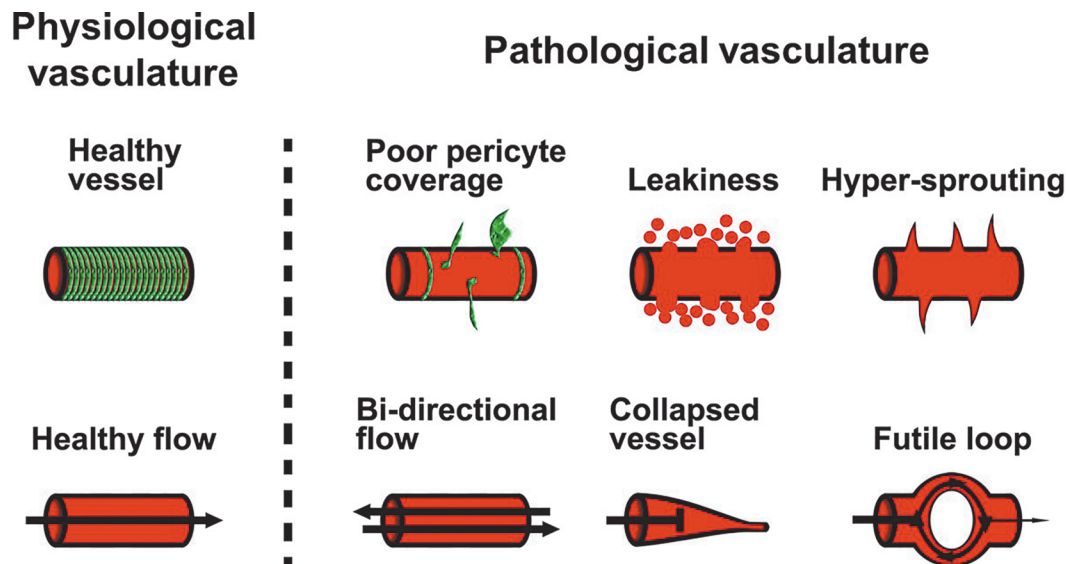 Physiological
vasculature
Pathological vasculature
Healthy
vessel
Poor pericyte
coverage
Leakiness
Hyper-sprouting
Healthy flow
Bi-directional
flow
Collapsed
vessel
Futile loop